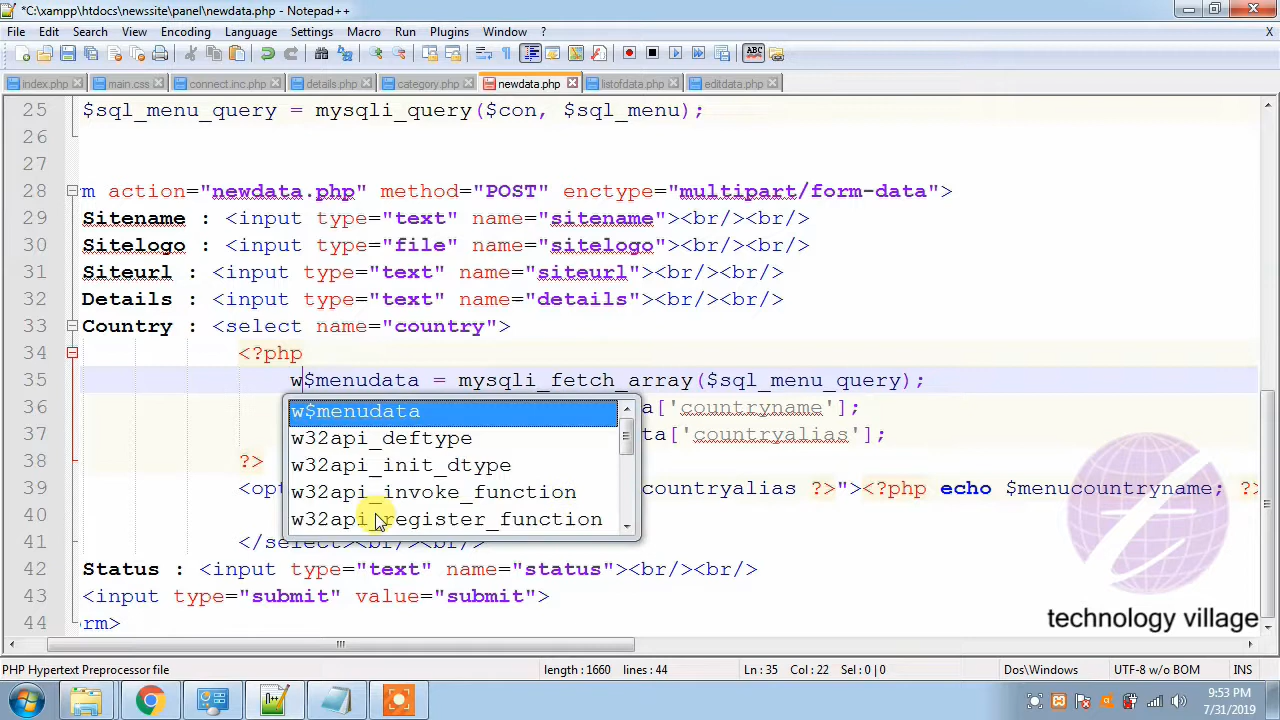 *C:\xampp\htdocs\newssite\panel\newdata.php - Notepad++
File Edit Search View Encoding Language Settings Macro Run Plugins Window ? X
index.php main.css connect.inc.php details.php category.php newdata.php listofdata.php editdata.php
25 $sql_menu_query = mysqli_query($con, $sql_menu);
26
27
28 m action="newdata.php" method="POST" enctype="multipart/form-data">
29 Sitename : <input type="text" name="sitename"><br/><br/>
30 Sitelogo : <input type="file" name="sitelogo"><br/><br/>
31 Siteurl : <input type="text" name="siteurl"><br/><br/>
32 Details : <input type="text" name="details"><br/><br/>
33 Country : <select name="country">
34 <?php
35 w$menudata = mysqli_fetch_array($sql_menu_query);
36 a['countryname'];
37 ta['countryalias'];
38 ?>
39 <opt countryalias ?>"><?php echo $menucountryname; ?>
40
41 </select><br/><br/>
42 Status : <input type="text" name="status"><br/><br/>
43 <input type="submit" value="submit">
44 rm>
w$menudata
w32api_deftype
w32api_init_dtype
w32api_invoke_function
w32api_register_function
technology village
PHP Hypertext Preprocessor file length : 1660 lines : 44 Ln : 35 Col : 22 Sel : 0 | 0 Dos\Windows UTF-8 w/o BOM INS
9:53 PM
7/31/2019